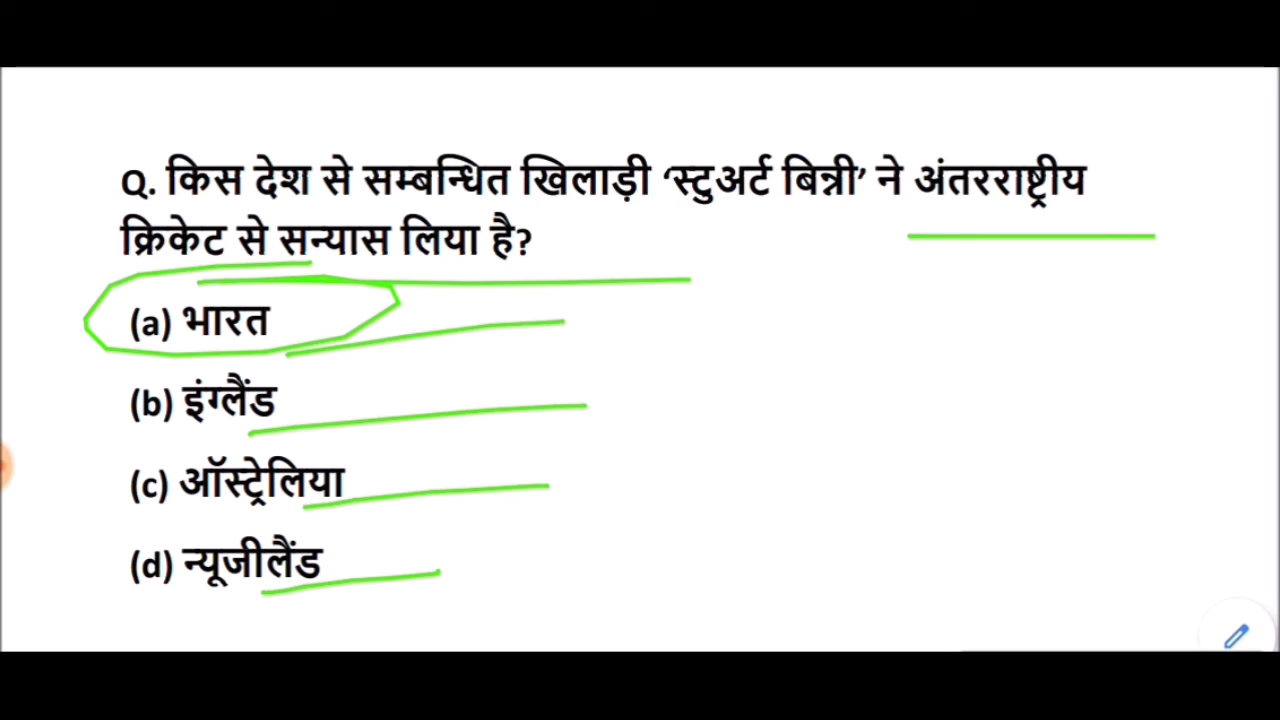 Q. किस देश से सम्बन्धित खिलाड़ी ‘स्टुअर्ट बिन्नी’ ने अंतरराष्ट्रीय
क्रिकेट से सन्यास लिया है?
(a) भारत
(b) इंग्लैंड
(c) ऑस्ट्रेलिया
(d) न्यूजीलैंड